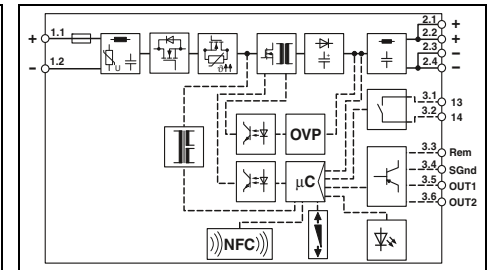 + 1.1
− 1.2
U
ϑ
+
2.1 +
2.2 +
2.3 −
2.4 −
3.1 13
3.2 14
OVP
μC
NFC
3.3 Rem
3.4 SGnd
3.5 OUT1
3.6 OUT2